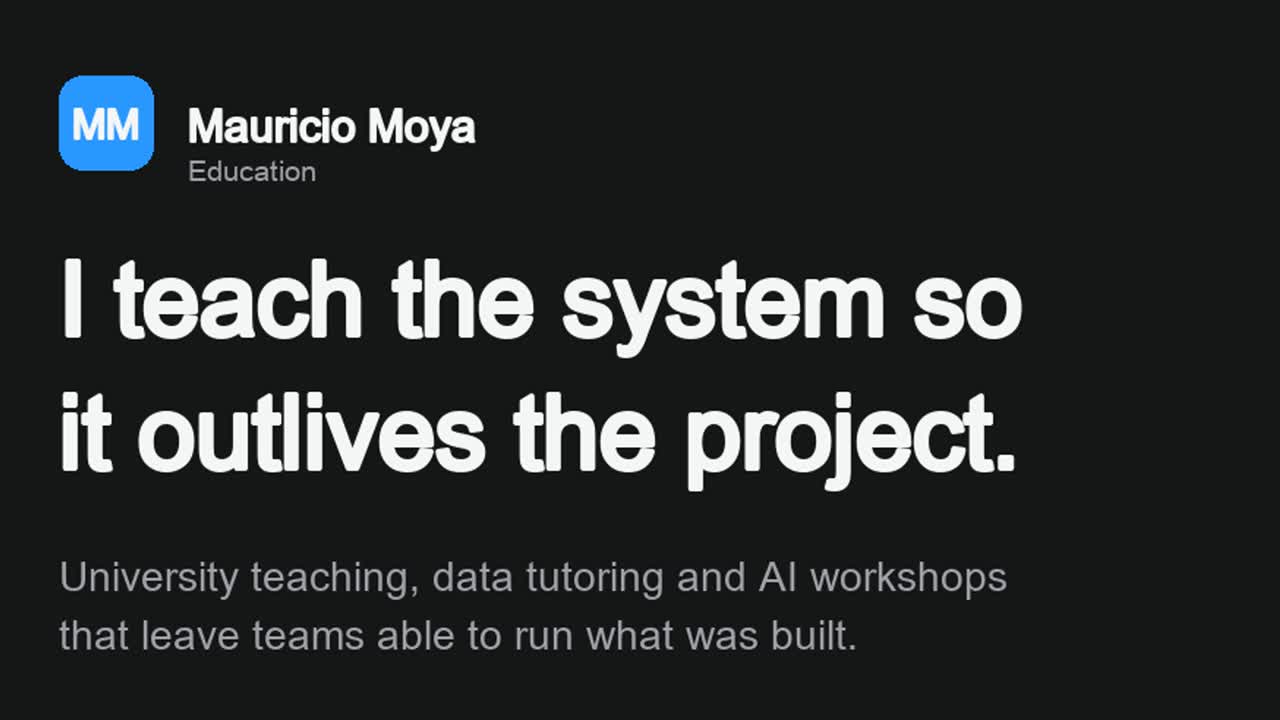 MM
Mauricio Moya
Education
I teach the system so
it outlives the project.
University teaching, data tutoring and AI workshops
that leave teams able to run what was built.